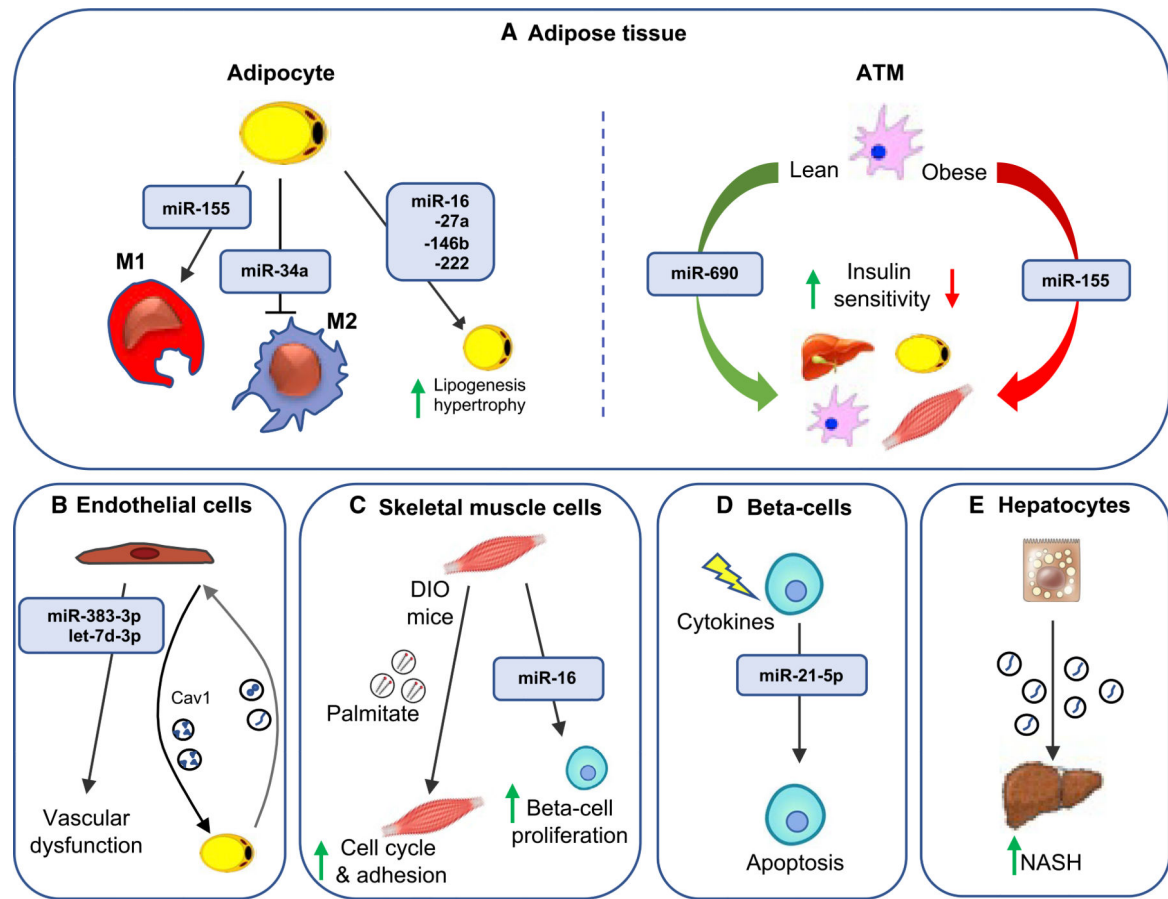 A Adipose tissue
Adipocyte
miR-155
M1
miR-34a
M2
miR-16
-27a
-146b
-222
Lipogenesis
hypertrophy
ATM
Lean
Obese
miR-690
Insulin
sensitivity
miR-155
B Endothelial cells
miR-383-3p
let-7d-3p
Cav1
Vascular
dysfunction
C Skeletal muscle cells
DIO
mice
Palmitate
miR-16
Cell cycle
& adhesion
Beta-cell
proliferation
D Beta-cells
Cytokines
miR-21-5p
Apoptosis
E Hepatocytes
NASH